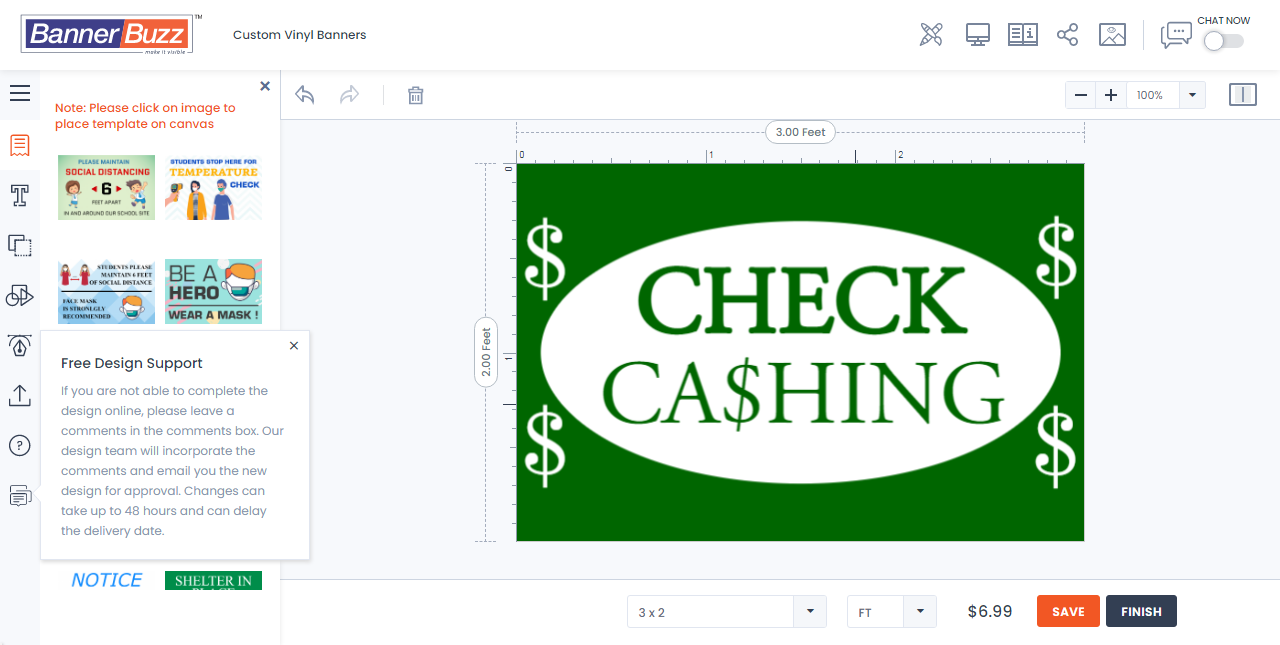 BannerBuzz™
make it visible
Custom Vinyl Banners
CHAT NOW
Note: Please click on image to
place template on canvas
PLEASE MAINTAIN
SOCIAL DISTANCING
6
FEET APART
IN AND AROUND OUR SCHOOL SITE
STUDENTS STOP HERE FOR
TEMPERATURE
CHECK
STUDENTS PLEASE
MAINTAIN 6 FEET
OF SOCIAL DISTANCE
FACE MASK
IS STRONLGLY
RECOMMENDED
BE A
HERO
WEAR A MASK !
Free Design Support
If you are not able to complete the
design online, please leave a
comments in the comments box. Our
design team will incorporate the
comments and email you the new
design for approval. Changes can
take up to 48 hours and can delay
the delivery date.
NOTICE
SHELTER IN
PLACE
100%
3.00 Feet
0 1 2
0
1
2.00 Feet
$ $
CHECK
CA$HING
$ $
3 x 2
FT
$6.99
SAVE
FINISH